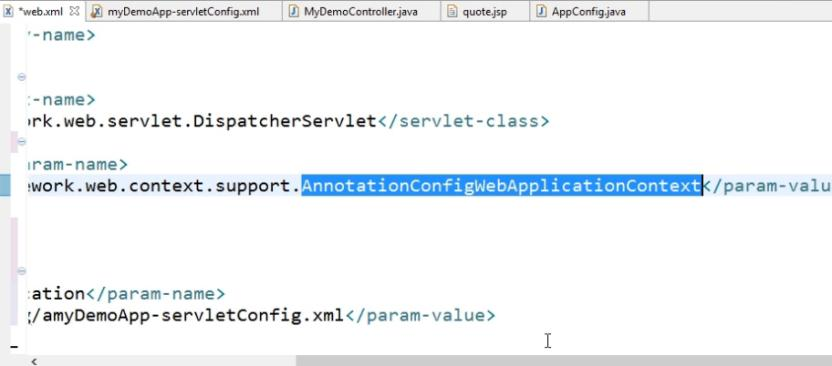 *web.xml myDemoApp-servletConfig.xml MyDemoController.java quote.jsp AppConfig.java
-name>
-name>
ork.web.servlet.DispatcherServlet</servlet-class>
aram-name>
ework.web.context.support.AnnotationConfigWebApplicationContext</param-valu
cation</param-name>
g/amyDemoApp-servletConfig.xml</param-value>